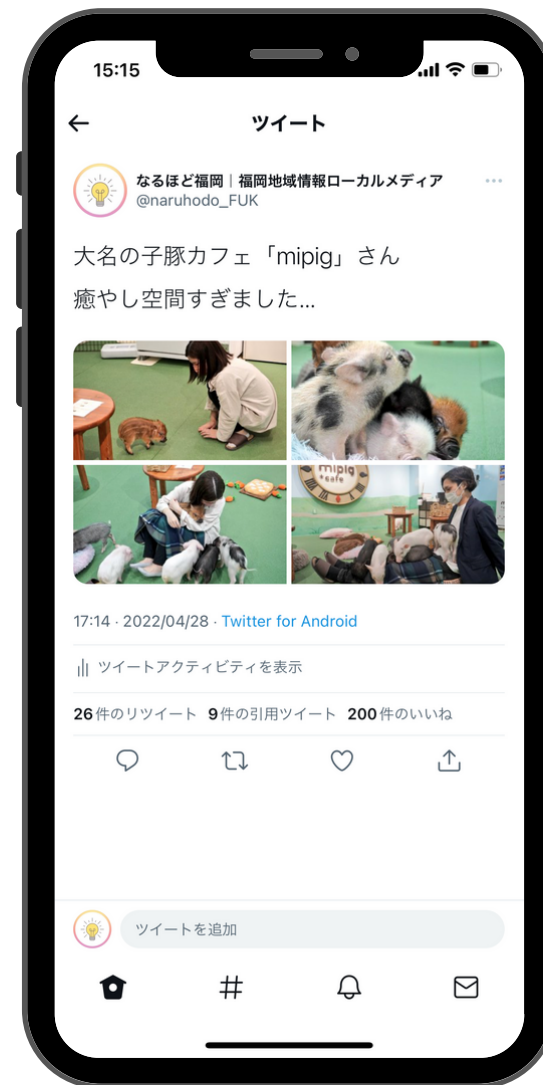 15:15
ツイート
なるほど福岡｜福岡地域情報ローカルメディア
@naruhodo_FUK
大名の子豚カフェ「mipig」さん
癒やし空間すぎました...
mipig
cafe
17:14 · 2022/04/28 · Twitter for Android
ツイートアクティビティを表示
26件のリツイート 9件の引用ツイート 200件のいいね
ツイートを追加